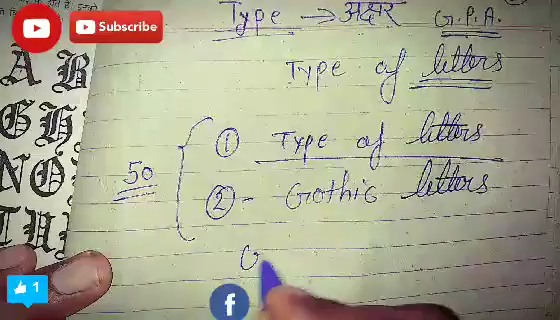 Subscribe
Type → अक्षर G.P.A.
Type of letters
50
① Type of letters
② - Gothic letters
G
A B
G H
N O
T U
1
f